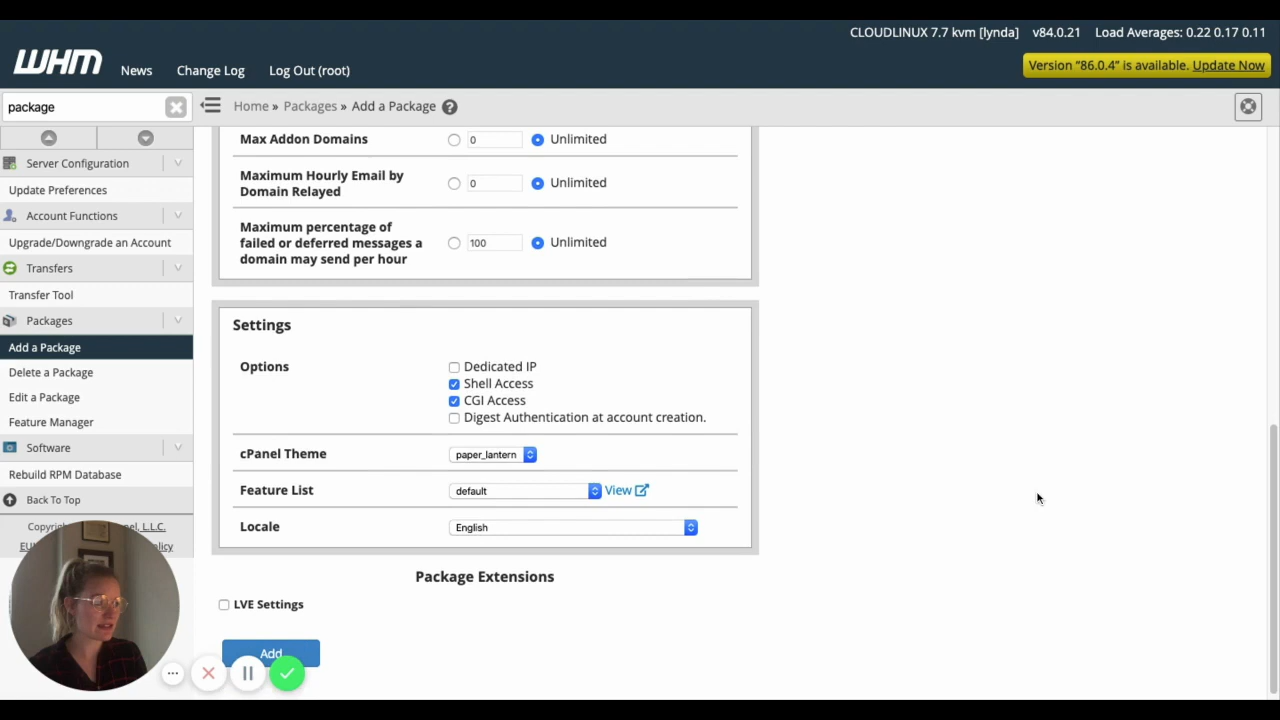 CLOUDLINUX 7.7 kvm [lynda] v84.0.21 Load Averages: 0.22 0.17 0.11
WHM
News
Change Log
Log Out (root)
Version “86.0.4” is available. Update Now
package
Home » Packages » Add a Package
Server Configuration
Update Preferences
Account Functions
Upgrade/Downgrade an Account
Transfers
Transfer Tool
Packages
Add a Package
Delete a Package
Edit a Package
Feature Manager
Software
Rebuild RPM Database
Back To Top
L.L.C.
Max Addon Domains 0 Unlimited
Maximum Hourly Email by
Domain Relayed
0 Unlimited
Maximum percentage of
failed or deferred messages a
domain may send per hour
100 Unlimited
Settings
Options
Dedicated IP
Shell Access
CGI Access
Digest Authentication at account creation.
cPanel Theme paper_lantern
Feature List default View
Locale English
Package Extensions
LVE Settings
Add